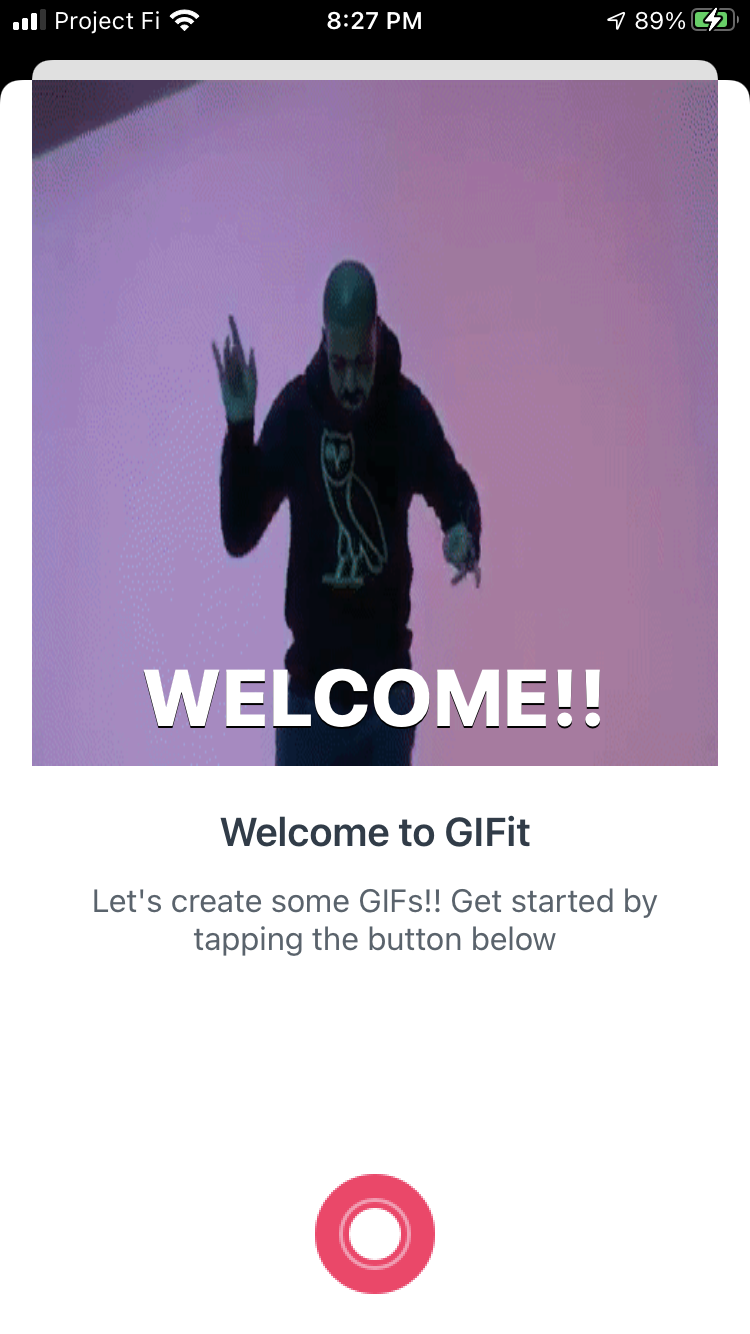 Project Fi 8:27 PM 89%
WELCOME!!
Welcome to GIFit
Let's create some GIFs!! Get started by
tapping the button below